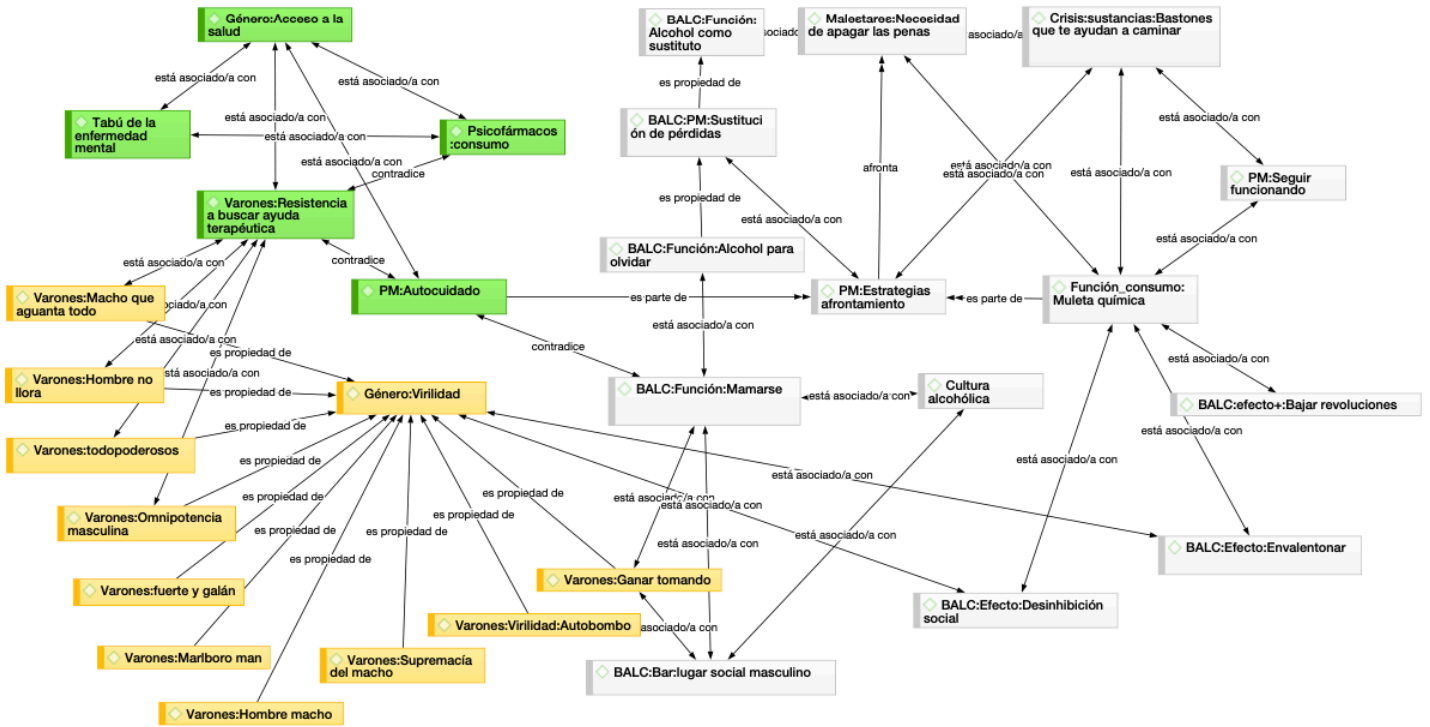 Género:Acceso a la
salud
BALC:Función:
Alcohol como
sustituto
Malestares:Necesidad
de apagar las penas
Crisis:sustancias:Bastones
que te ayudan a caminar
asociado/a
está asociado/a con
está asociado/a con
es propiedad de
Tabú de la
enfermedad
mental
está asociado/a con
Psicofármacos
:consumo
está asociado/a con
BALC:PM:Sustituci
ón de pérdidas
está asociado/a con
contradice
afronta
está asociado/a con
está asociado/a con
está asociado/a con
PM:Seguir
funcionando
Varones:Resistencia
a buscar ayuda
terapéutica
es propiedad de
está asociado/a con
está asociado/a con
contradice
BALC:Función:Alcohol para
olvidar
está asociado/a con
Varones:Macho que
aguanta todo
PM:Autocuidado
es parte de
PM:Estrategias
afrontamiento
es parte de
Función_consumo:
Muleta química
está asociado/a con
está asociado/a con
es propiedad de
contradice
está asociado/a con
está asociado/a con
Varones:Hombre no
llora
está asociado/a con
es propiedad de
Género:Virilidad
BALC:Función:Mamarse
está asociado/a con
Cultura
alcohólica
BALC:efecto+:Bajar revoluciones
es propiedad de
está asociado/a con
Varones:todopoderosos
es propiedad de
está asociado/a con
es propiedad de
está asociado/a con
está asociado/a con
Varones:Omnipotencia
masculina
es propiedad de
es propiedad de
es propiedad de
está asociado/a con
está asociado/a con
BALC:Efecto:Envalentonar
es propiedad de
Varones:fuerte y galán
Varones:Ganar tomando
BALC:Efecto:Desinhibición
social
Varones:Virilidad:Autobombo
asociado/a con
Varones:Marlboro man
Varones:Supremacía
del macho
BALC:Bar:lugar social masculino
Varones:Hombre macho